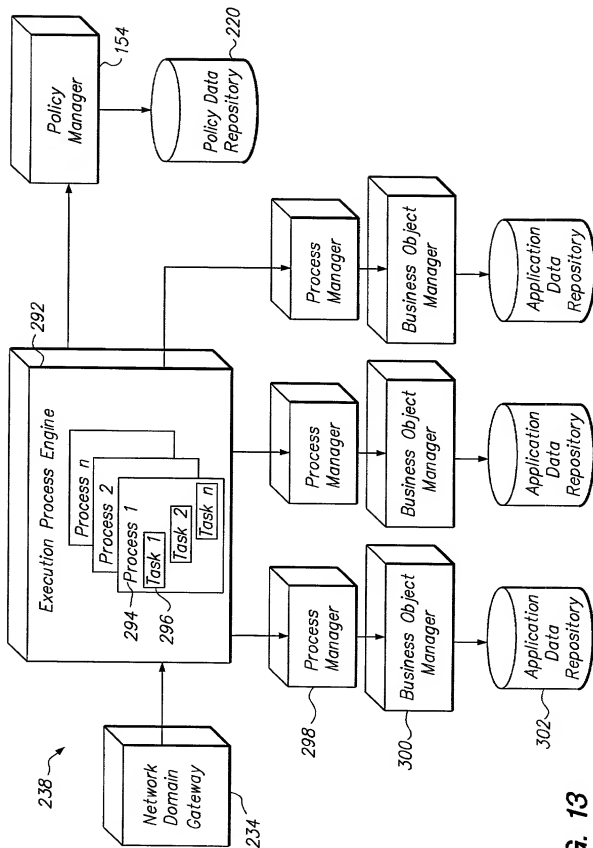 238
Network
Domain
Gateway
234
Execution Process Engine
292
Process n
Process 2
Process 1
294
Task 1
Task 2
Task n
296
Policy
Manager
154
Policy Data
Repository
220
Process
Manager
298
Process
Manager
Process
Manager
Business Object
Manager
300
Business Object
Manager
Business Object
Manager
Application
Data
Repository
302
Application
Data
Repository
Application
Data
Repository
G. 13